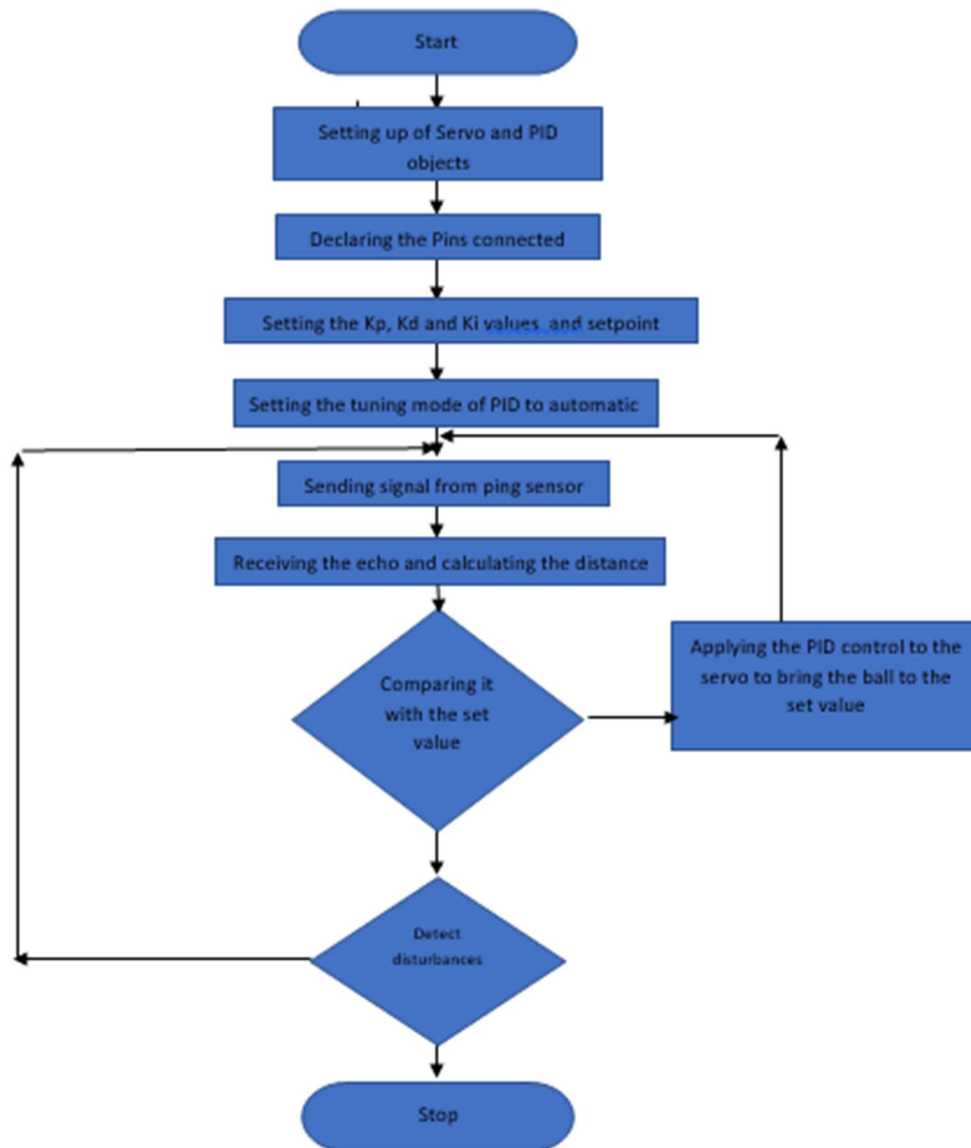 Start
Setting up of Servo and PID
objects
Declaring the Pins connected
Setting the Kp, Kd and Ki values and setpoint
Setting the tuning mode of PID to automatic
Sending signal from ping sensor
Receiving the echo and calculating the distance
Comparing it
with the set
value
Applying the PID control to the
servo to bring the ball to the
set value
Detect
disturbances
Stop